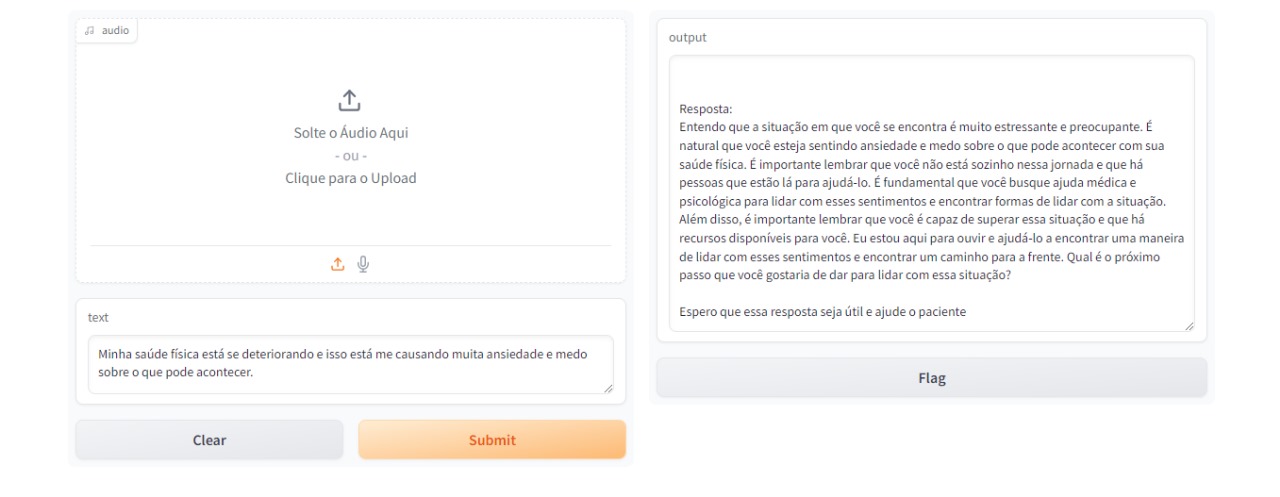 audio
Solte o Áudio Aqui
- ou -
Clique para o Upload
text
Minha saúde física está se deteriorando e isso está me causando muita ansiedade e medo
sobre o que pode acontecer.
Clear
Submit
output
Resposta:
Entendo que a situação em que você se encontra é muito estressante e preocupante. É
natural que você esteja sentindo ansiedade e medo sobre o que pode acontecer com sua
saúde física. É importante lembrar que você não está sozinho nessa jornada e que há
pessoas que estão lá para ajudá-lo. É fundamental que você busque ajuda médica e
psicológica para lidar com esses sentimentos e encontrar formas de lidar com a situação.
Além disso, é importante lembrar que você é capaz de superar essa situação e que há
recursos disponíveis para você. Eu estou aqui para ouvir e ajudá-lo a encontrar uma maneira
de lidar com esses sentimentos e encontrar um caminho para a frente. Qual é o próximo
passo que você gostaria de dar para lidar com essa situação?
Espero que essa resposta seja útil e ajude o paciente
Flag